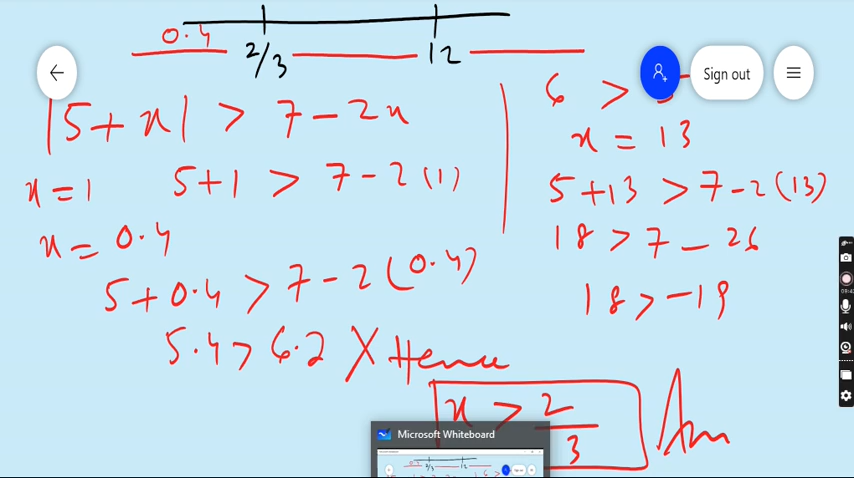 0.4
2/3
12
|5+x| > 7-2x
x=1 5+1 > 7-2(1)
x=0.4
5+0.4 > 7-2(0.4)
5.4 > 6.2 X Hence
x > 2/3 Ans
6 >
x = 13
5+13 > 7-2(13)
18 > 7-26
18 > -19
Sign out
Microsoft Whiteboard